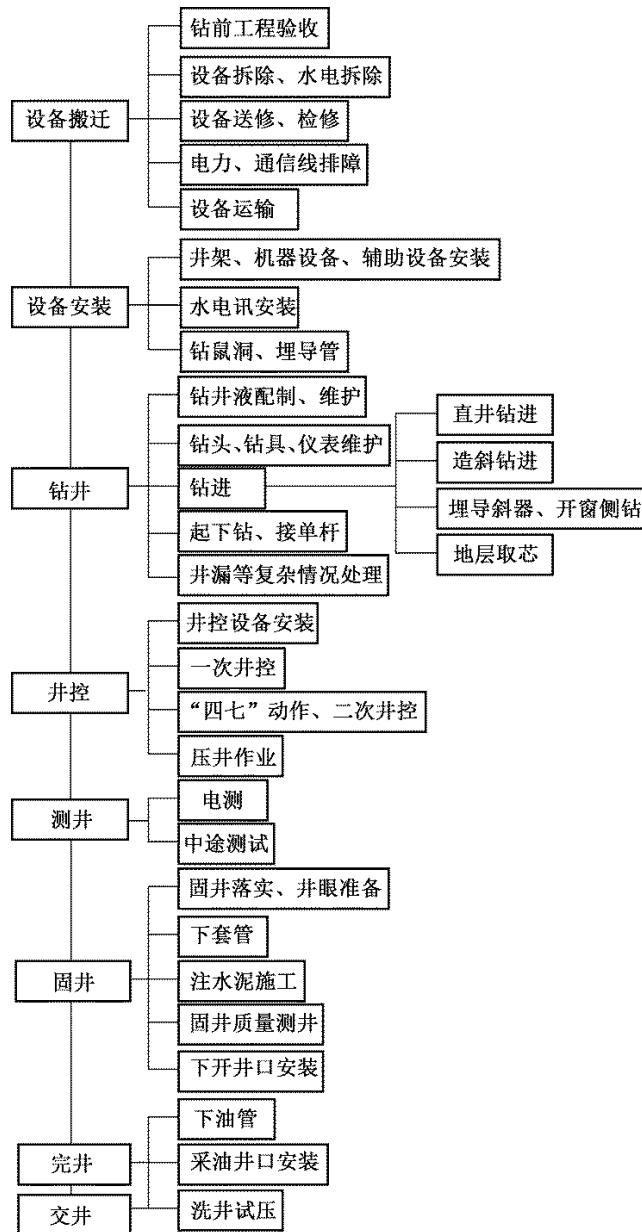 设备搬迁
钻前工程验收
设备拆除、水电拆除
设备送修、检修
电力、通信线排障
设备运输
设备安装
井架、机器设备、辅助设备安装
水电讯安装
钻鼠洞、埋导管
钻井
钻井液配制、维护
钻头、钻具、仪表维护
钻进
直井钻进
造斜钻进
埋导斜器、开窗侧钻
地层取芯
起下钻、接单杆
井漏等复杂情况处理
井控
井控设备安装
一次井控
“四七”动作、二次井控
压井作业
测井
电测
中途测试
固井
固井落实、井眼准备
下套管
注水泥施工
固井质量测井
下开井口安装
完井
下油管
采油井口安装
交井
洗井试压